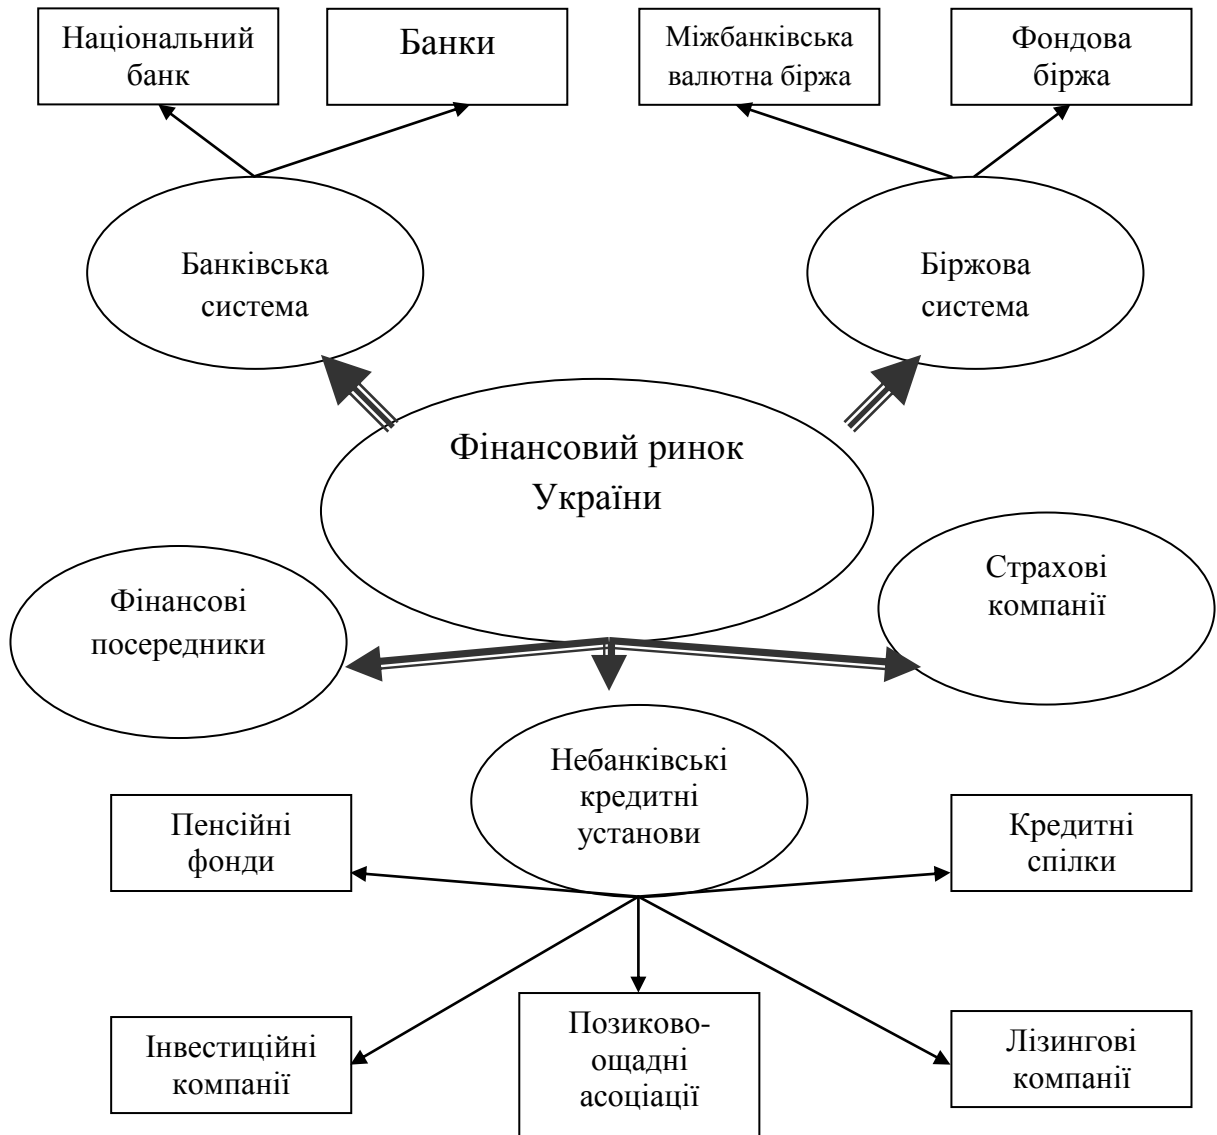 Національний
банк
Банки
Міжбанківська
валютна біржа
Фондова
біржа
Банківська
система
Біржова
система
Фінансовий ринок
України
Фінансові
посередники
Страхові
компанії
Небанківські
кредитні
установи
Пенсійні
фонди
Кредитні
спілки
Інвестиційні
компанії
Позиково-
ощадні
асоціації
Лізингові
компанії